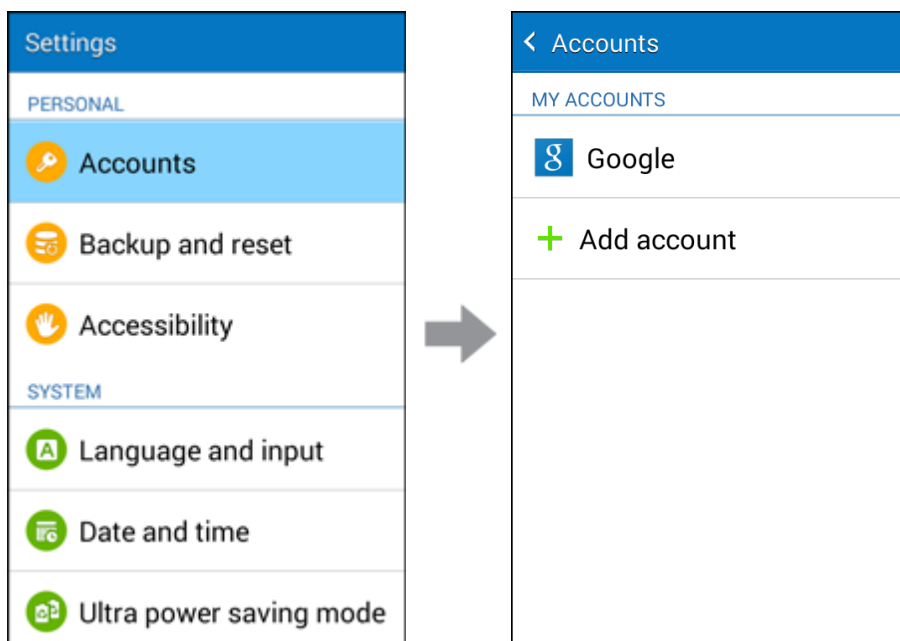 Settings
PERSONAL
Accounts
Backup and reset
Accessibility
SYSTEM
Language and input
Date and time
Ultra power saving mode
Accounts
MY ACCOUNTS
Google
Add account